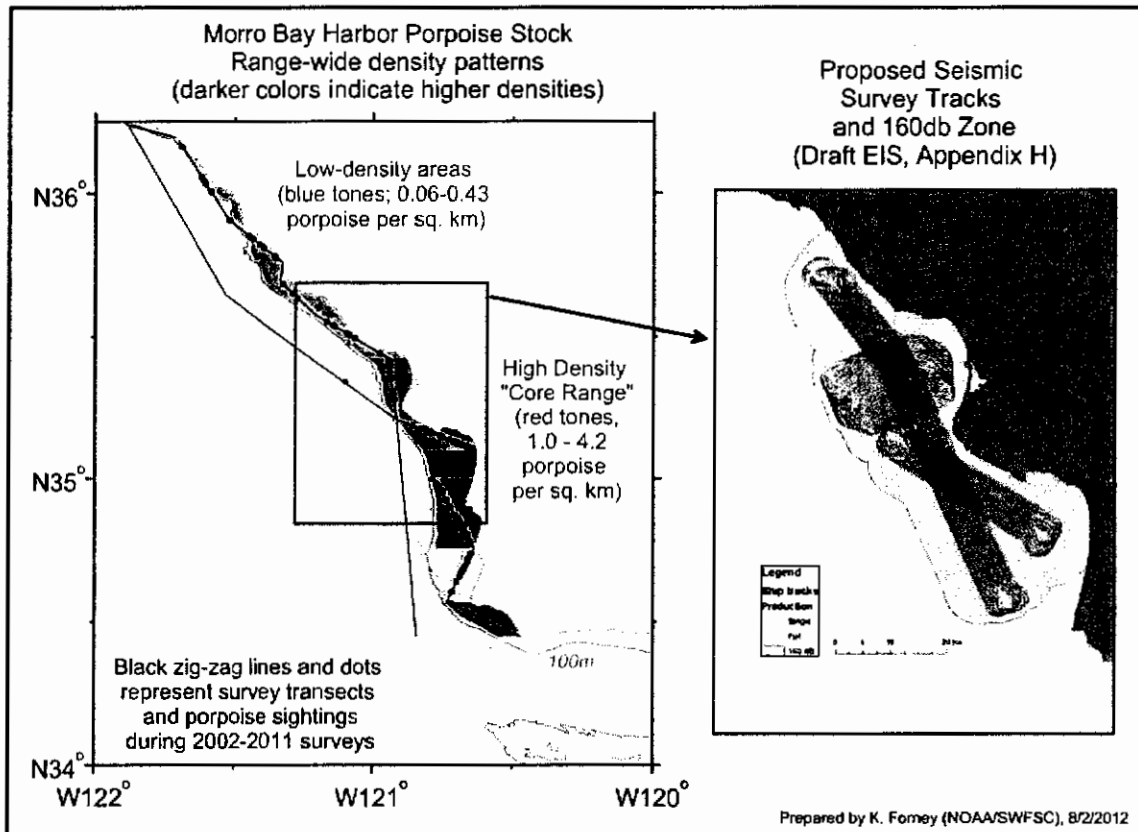 Morro Bay Harbor Porpoise Stock
Range-wide density patterns
(darker colors indicate higher densities)
Proposed Seismic
Survey Tracks
and 160db Zone
(Draft EIS, Appendix H)
N36°
N35°
N34°
W122°
W121°
W120°
Low-density areas
(blue tones; 0.06-0.43
porpoise per sq. km)
High Density
"Core Range"
(red tones,
1.0 - 4.2
porpoise
per sq. km)
100m
Black zig-zag lines and dots
represent survey transects
and porpoise sightings
during 2002-2011 surveys
Legend
Ship tracks
Production
160 dB
0
Prepared by K. Forney (NOAA/SWFSC), 8/2/2012